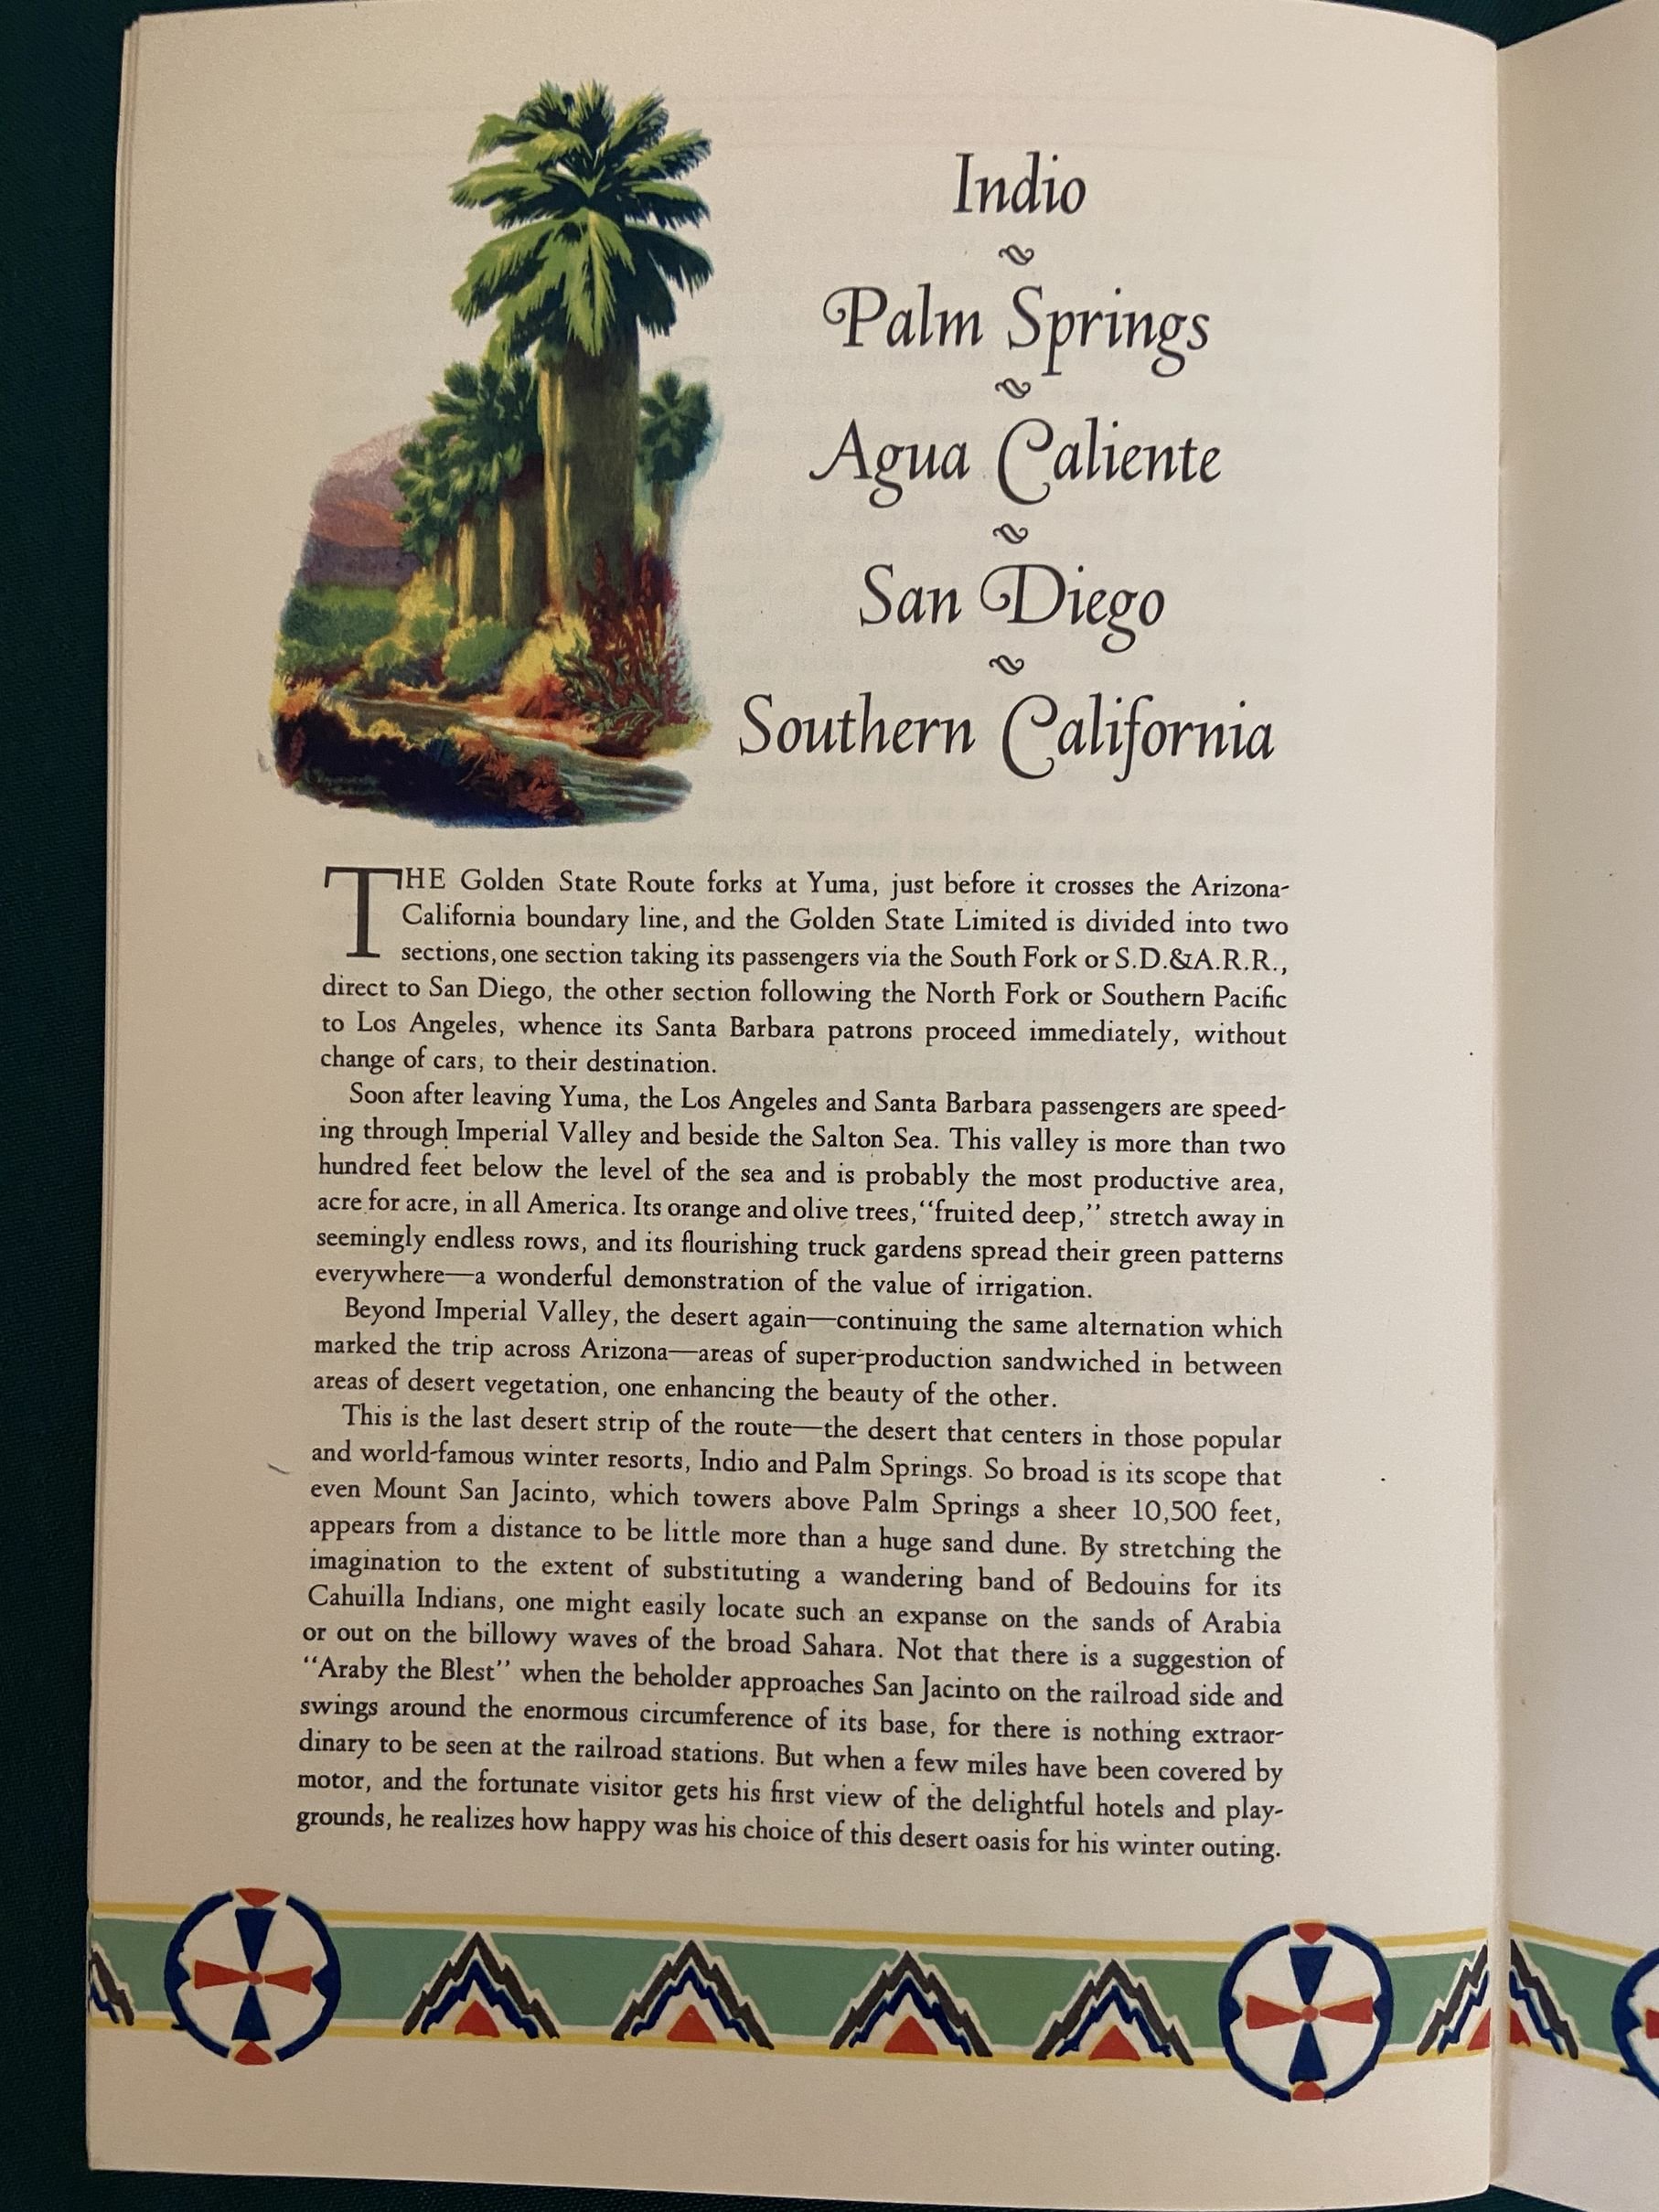 Indio
Palm Springs
Agua Caliente
San Diego
Southern California
THE Golden State Route forks at Yuma, just before it crosses the Arizona-
California boundary line, and the Golden State Limited is divided into two
sections, one section taking its passengers via the South Fork or S.D.&A.R.R.,
direct to San Diego, the other section following the North Fork or Southern Pacific
to Los Angeles, whence its Santa Barbara patrons proceed immediately, without
change of cars, to their destination.
Soon after leaving Yuma, the Los Angeles and Santa Barbara passengers are speed-
ing through Imperial Valley and beside the Salton Sea. This valley is more than two
hundred feet below the level of the sea and is probably the most productive area,
acre for acre, in all America. Its orange and olive trees, "fruited deep," stretch away in
seemingly endless rows, and its flourishing truck gardens spread their green patterns
everywhere—a wonderful demonstration of the value of irrigation.
Beyond Imperial Valley, the desert again—continuing the same alternation which
marked the trip across Arizona—areas of super-production sandwiched in between
areas of desert vegetation, one enhancing the beauty of the other.
This is the last desert strip of the route—the desert that centers in those popular
and world-famous winter resorts, Indio and Palm Springs. So broad is its scope that
even Mount San Jacinto, which towers above Palm Springs a sheer 10,500 feet,
appears from a distance to be little more than a huge sand dune. By stretching the
imagination to the extent of substituting a wandering band of Bedouins for its
Cahuilla Indians, one might easily locate such an expanse on the sands of Arabia
or out on the billowy waves of the broad Sahara. Not that there is a suggestion of
"Araby the Blest" when the beholder approaches San Jacinto on the railroad side and
swings around the enormous circumference of its base, for there is nothing extraor-
dinary to be seen at the railroad stations. But when a few miles have been covered by
motor, and the fortunate visitor gets his first view of the delightful hotels and play-
grounds, he realizes how happy was his choice of this desert oasis for his winter outing.